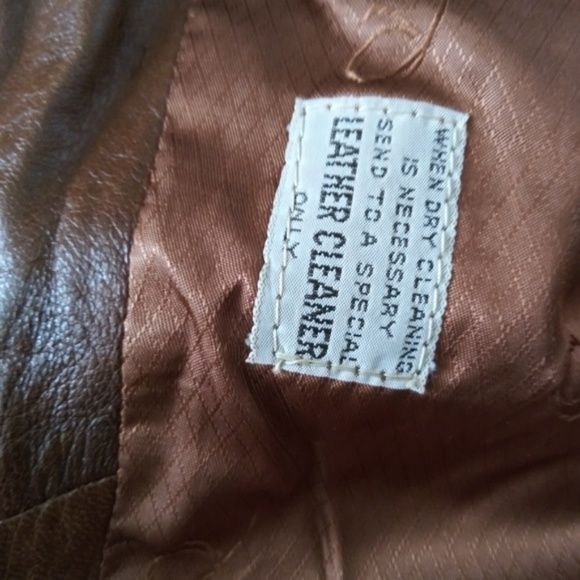 WHEN DRY CLEANING
IS NECESSARY
SEND TO A SPECIAL
LEATHER CLEANER
ONLY